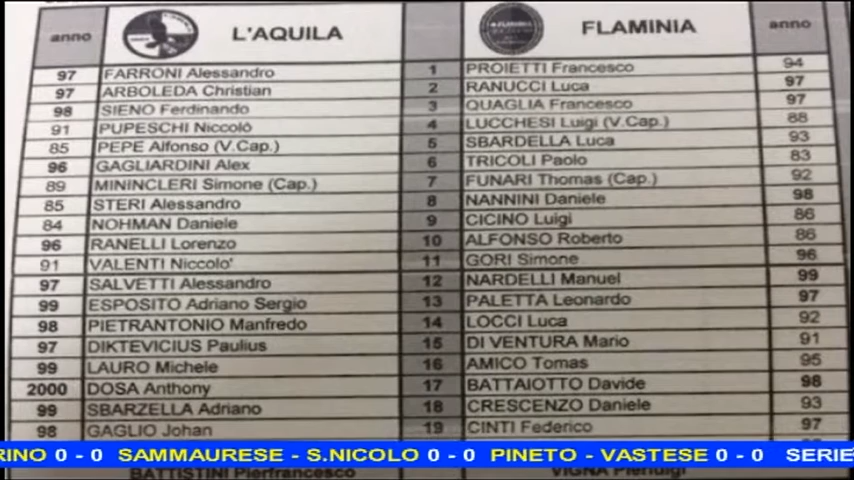 anno L'AQUILA FLAMINIA anno
97 FARRONI Alessandro 1 PROIETTI Francesco 94
97 ARBOLEDA Christian 2 RANUCCI Luca 97
98 SIENO Ferdinando 3 QUAGLIA Francesco 97
91 PUPESCHI Niccolò 4 LUCCHESI Luigi (V.Cap.) 88
85 PEPE Alfonso (V.Cap.) 5 SBARDELLA Luca 93
96 GAGLIARDINI Alex 6 TRICOLI Paolo 83
89 MININCLERI Simone (Cap.) 7 FUNARI Thomas (Cap.) 92
85 STERI Alessandro 8 NANNINI Daniele 98
84 NOHMAN Daniele 9 CICINO Luigi 86
96 RANELLI Lorenzo 10 ALFONSO Roberto 86
91 VALENTI Niccolo' 11 GORI Simone 96
97 SALVETTI Alessandro 12 NARDELLI Manuel 99
99 ESPOSITO Adriano Sergio 13 PALETTA Leonardo 97
98 PIETRANTONIO Manfredo 14 LOCCI Luca 92
97 DIKTEVICIUS Paulius 15 DI VENTURA Mario 91
99 LAURO Michele 16 AMICO Tomas 95
2000 DOSA Anthony 17 BATTAIOTTO Davide 98
99 SBARZELLA Adriano 18 CRESCENZO Daniele 93
98 GAGLIO Johan 19 CINTI Federico 97
RINO 0 - 0 SAMMAURESE - S.NICOLO 0 - 0 PINETO - VASTESE 0 - 0 SERIE
BATTISTINI Pierfrancesco VIGNA Pierluigi